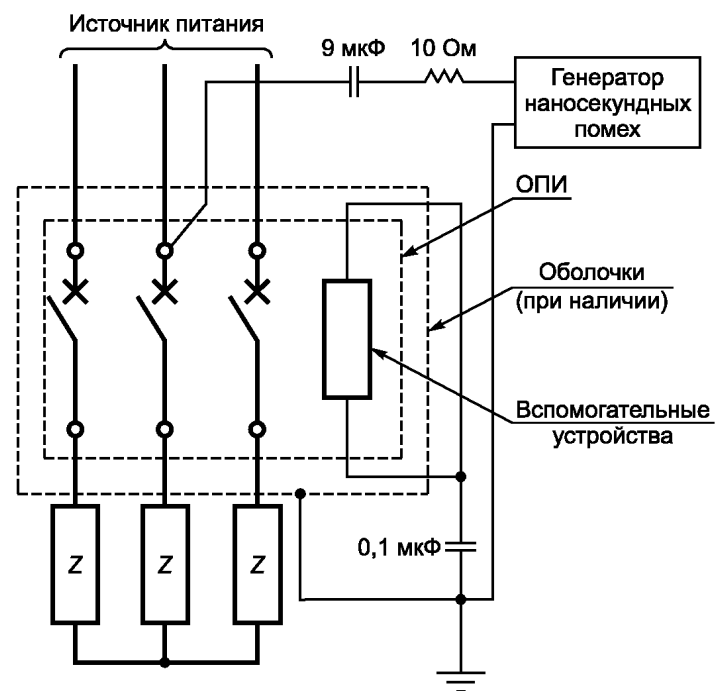 Источник питания
9 мкФ
10 Ом
Генератор
наносекундных
помех
ОПИ
Оболочки
(при наличии)
Вспомогательные
устройства
0,1 мкФ
Z
Z
Z